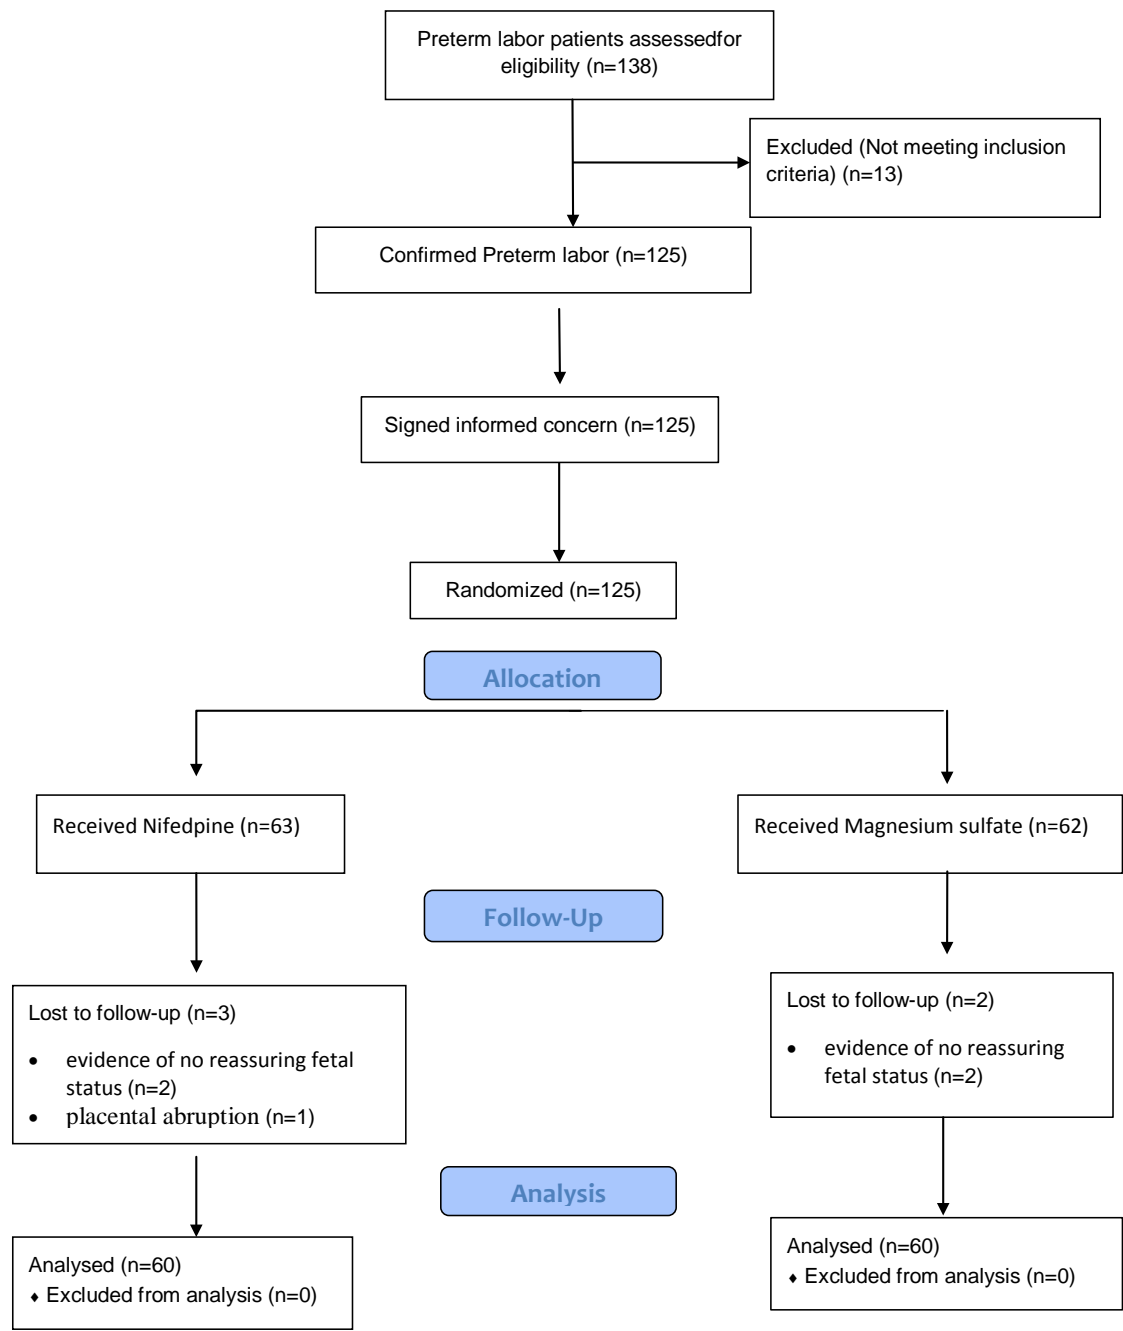 Preterm labor patients assessedfor
eligibility (n=138)
Excluded (Not meeting inclusion
criteria) (n=13)
Confirmed Preterm labor (n=125)
Signed informed concern (n=125)
Randomized (n=125)
Allocation
Received Nifedpine (n=63)
Received Magnesium sulfate (n=62)
Follow-Up
Lost to follow-up (n=3)
• evidence of no reassuring fetal
status (n=2)
• placental abruption (n=1)
Lost to follow-up (n=2)
• evidence of no reassuring
fetal status (n=2)
Analysis
Analysed (n=60)
♦ Excluded from analysis (n=0)
Analysed (n=60)
♦ Excluded from analysis (n=0)